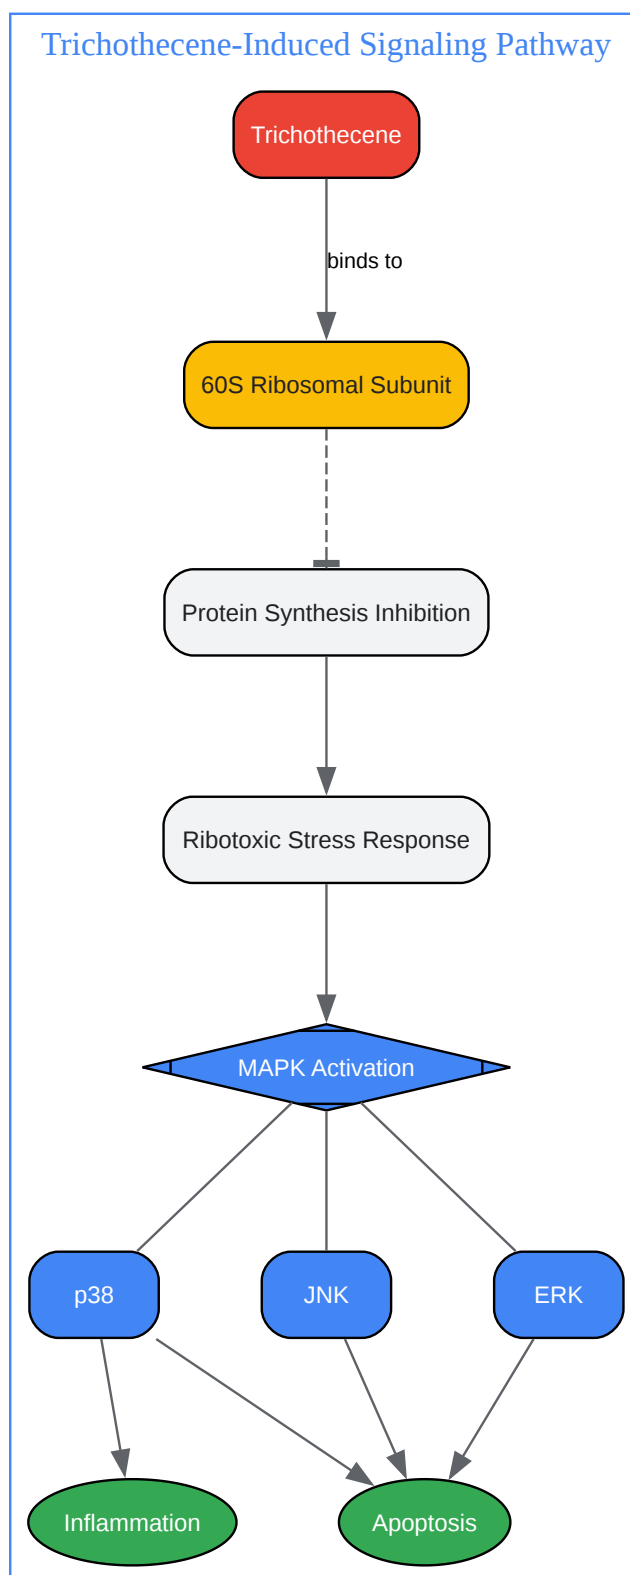 Trichothecene-Induced Signaling Pathway
Trichothecene
binds to
60S Ribosomal Subunit
Protein Synthesis Inhibition
Ribotoxic Stress Response
MAPK Activation
p38
JNK
ERK
Inflammation
Apoptosis